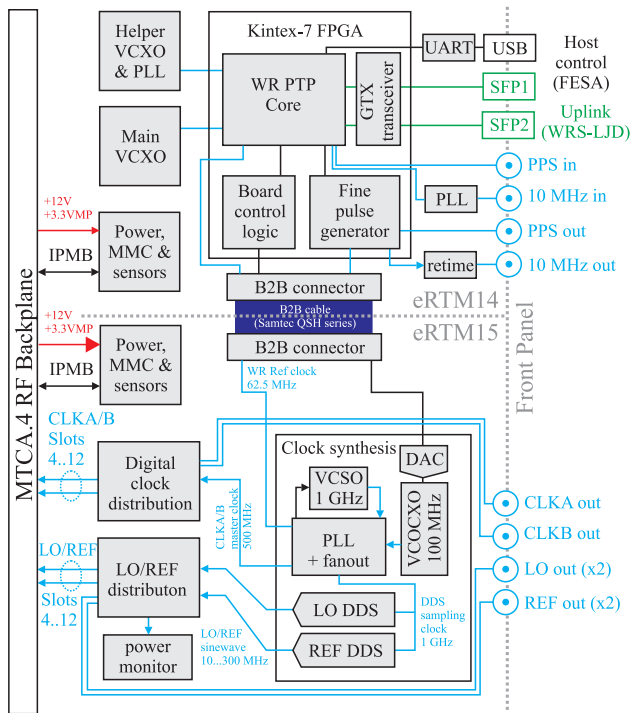 MTCA.4 RF Backplane
Helper
VCXO
& PLL
Main
VCXO
Kintex-7 FPGA
WR PTP
Core
GTX
transceiver
UART
USB
Host
control
(FESA)
SFP1
SFP2
Uplink
(WRS-LJD)
PPS in
PLL
10 MHz in
PPS out
retime
10 MHz out
Board
control
logic
Fine
pulse
generator
+12V
+3.3VMP
IPMB
Power,
MMC &
sensors
B2B connector
B2B cable
(Samtec QSH series)
B2B connector
eRTM14
eRTM15
Front Panel
+12V
+3.3VMP
IPMB
Power,
MMC &
sensors
WR Ref clock
62.5 MHz
CLKA/B
Slots
4..12
Digital
clock
distribution
CLKA/B
master clock
500 MHz
Clock synthesis
DAC
VCSO
1 GHz
VCOCXO
100 MHz
PLL
+ fanout
CLKA out
CLKB out
LO out (x2)
REF out (x2)
LO/REF
Slots
4..12
LO/REF
distributon
power
monitor
LO/REF
sinewave
10...300 MHz
LO DDS
REF DDS
DDS
sampling
clock
1 GHz